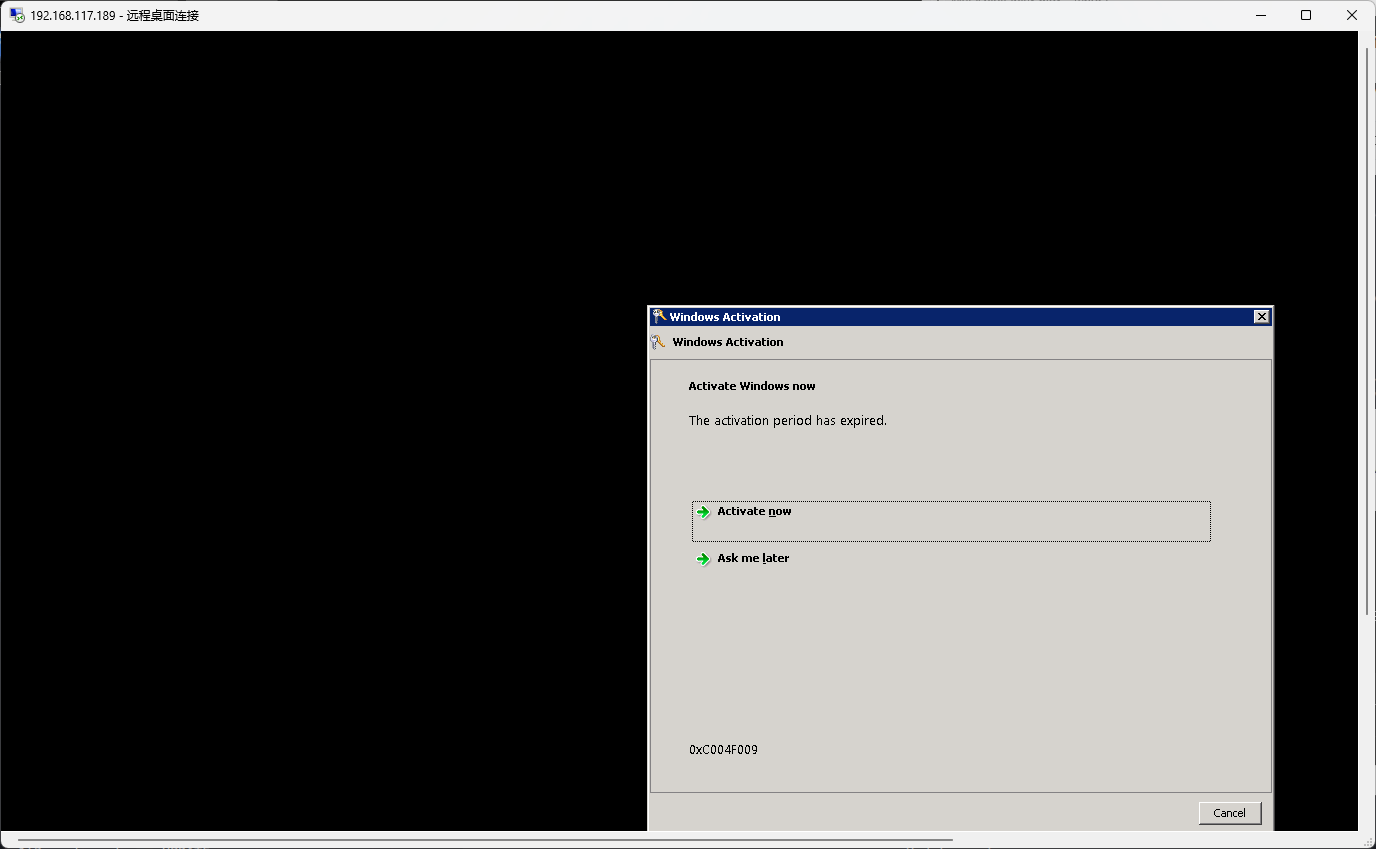 192.168.117.189 - 远程桌面连接
Windows Activation
Windows Activation
Activate Windows now
The activation period has expired.
Activate now
Ask me later
0xC004F009
Cancel